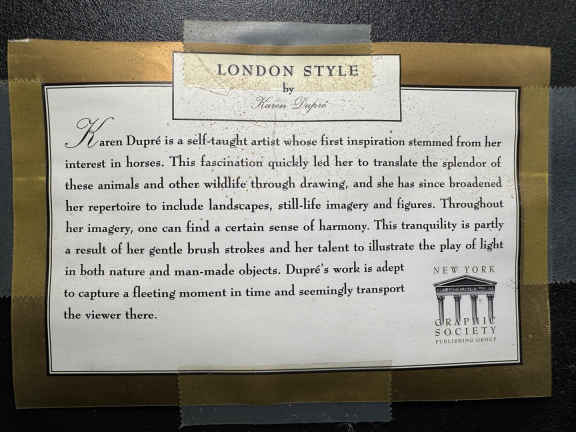 LONDON STYLE
by
Karen Dupré
Karen Dupré is a self-taught artist whose first inspiration stemmed from her
interest in horses. This fascination quickly led her to translate the splendor of
these animals and other wildlife through drawing, and she has since broadened
her repertoire to include landscapes, still-life imagery and figures. Throughout
her imagery, one can find a certain sense of harmony. This tranquility is partly
a result of her gentle brush strokes and her talent to illustrate the play of light
in both nature and man-made objects. Dupré's work is adept
to capture a fleeting moment in time and seemingly transport
the viewer there.
NEW YORK
GRAPHIC
SOCIETY
PUBLISHING GROUP